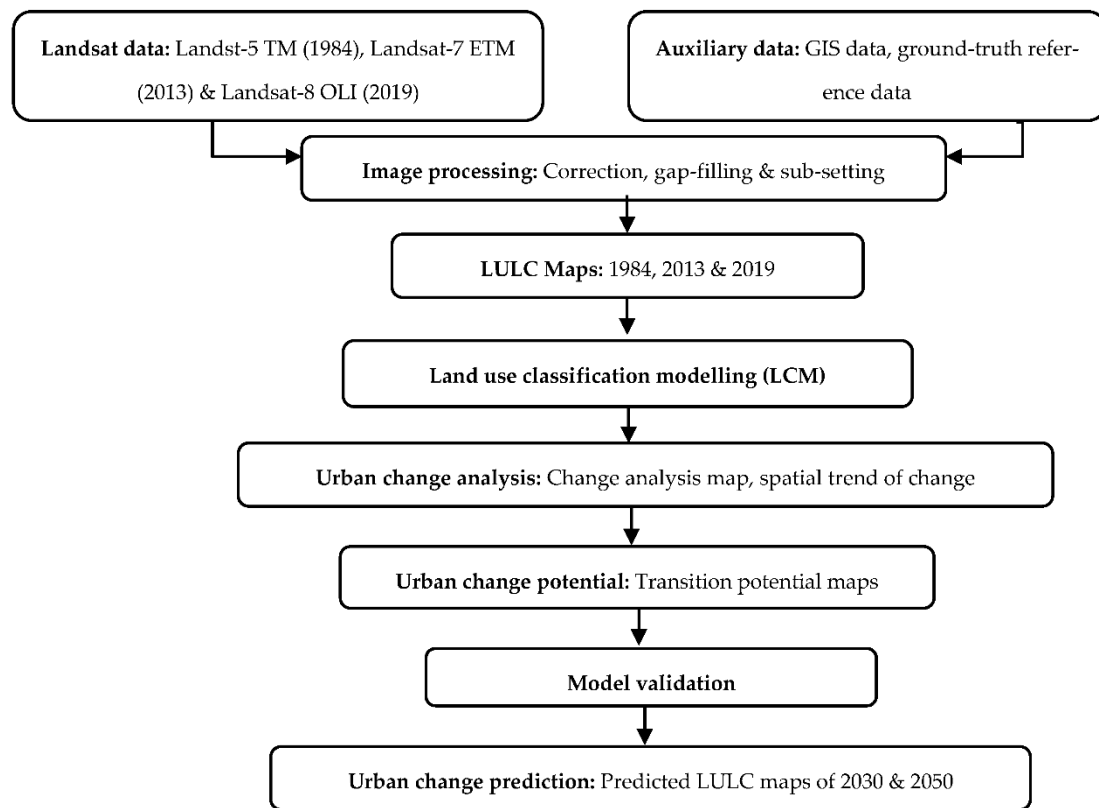 Landsat data: Landst-5 TM (1984), Landsat-7 ETM
(2013) & Landsat-8 OLI (2019)
Auxiliary data: GIS data, ground-truth refer-
ence data
Image processing: Correction, gap-filling & sub-setting
LULC Maps: 1984, 2013 & 2019
Land use classification modelling (LCM)
Urban change analysis: Change analysis map, spatial trend of change
Urban change potential: Transition potential maps
Model validation
Urban change prediction: Predicted LULC maps of 2030 & 2050